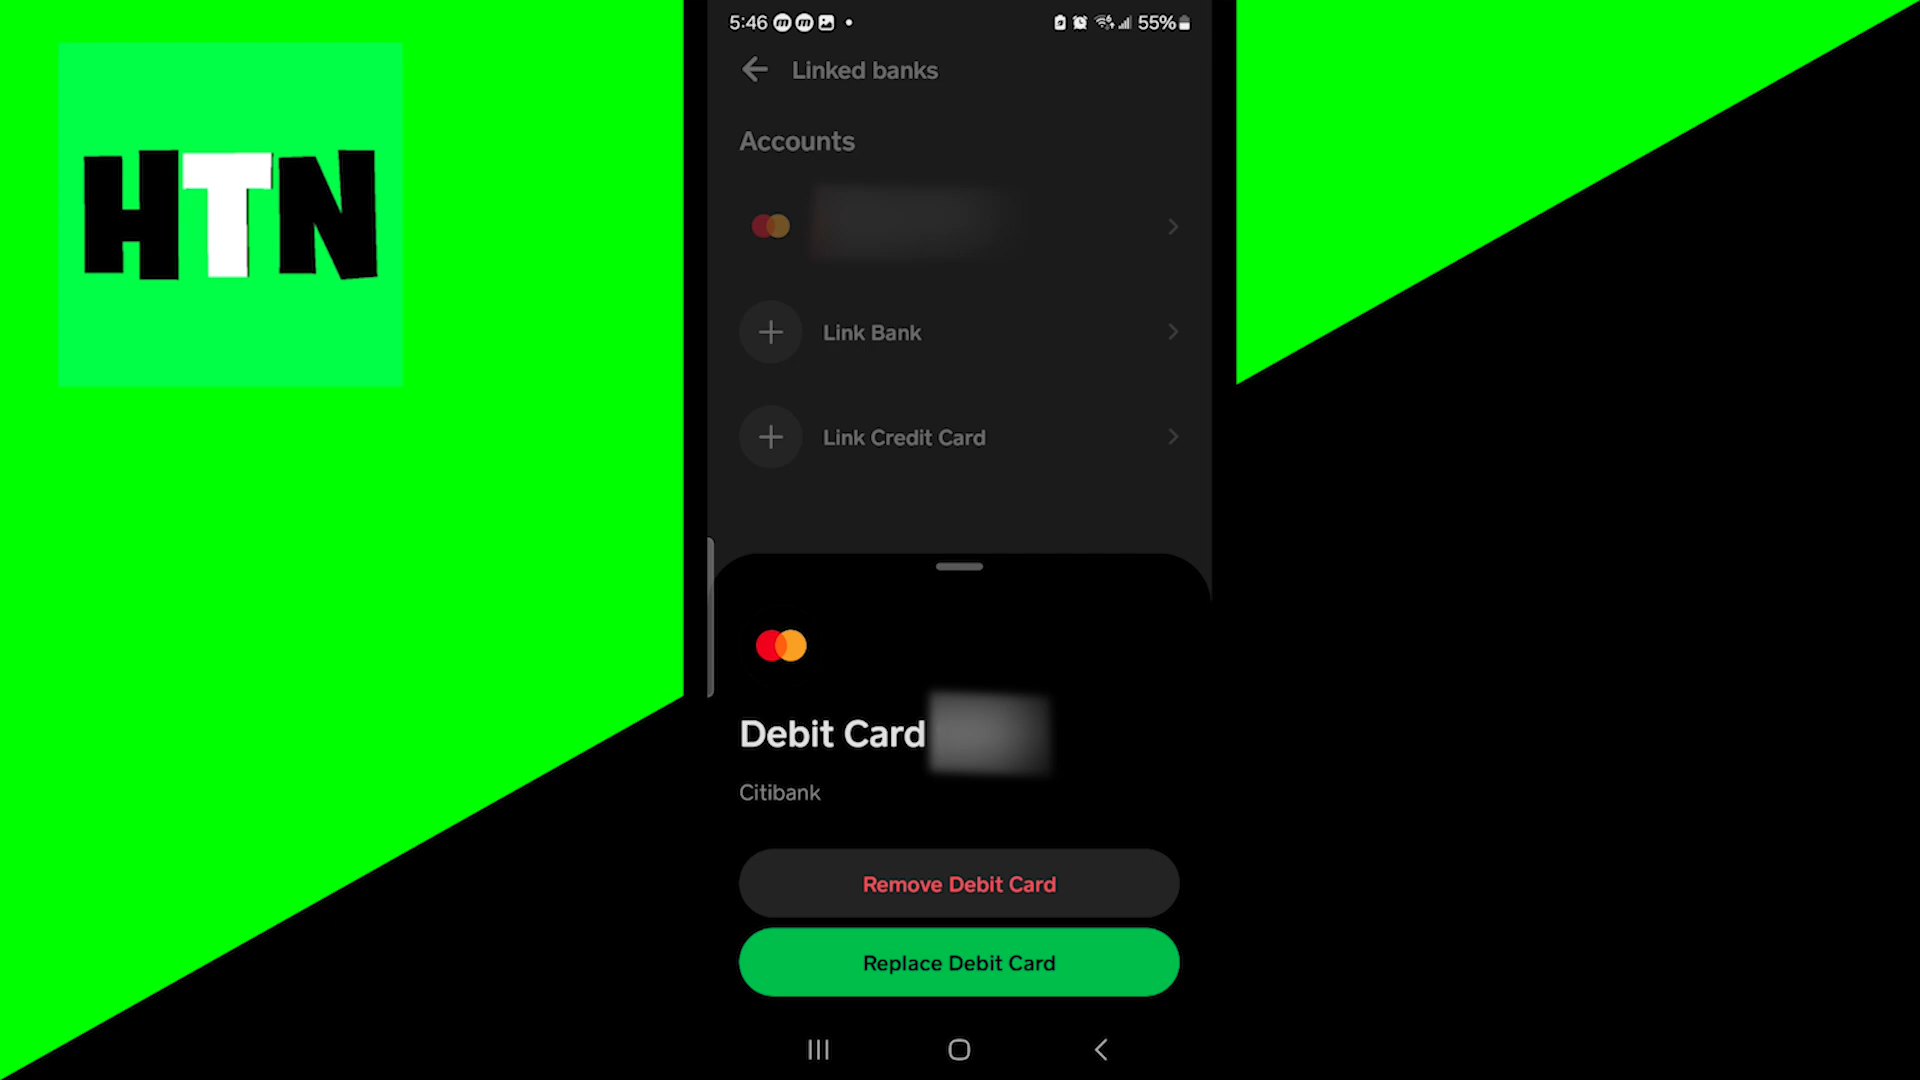 HTN
5:46
55%
Linked banks
Accounts
Link Bank
Link Credit Card
Debit Card
Citibank
Remove Debit Card
Replace Debit Card